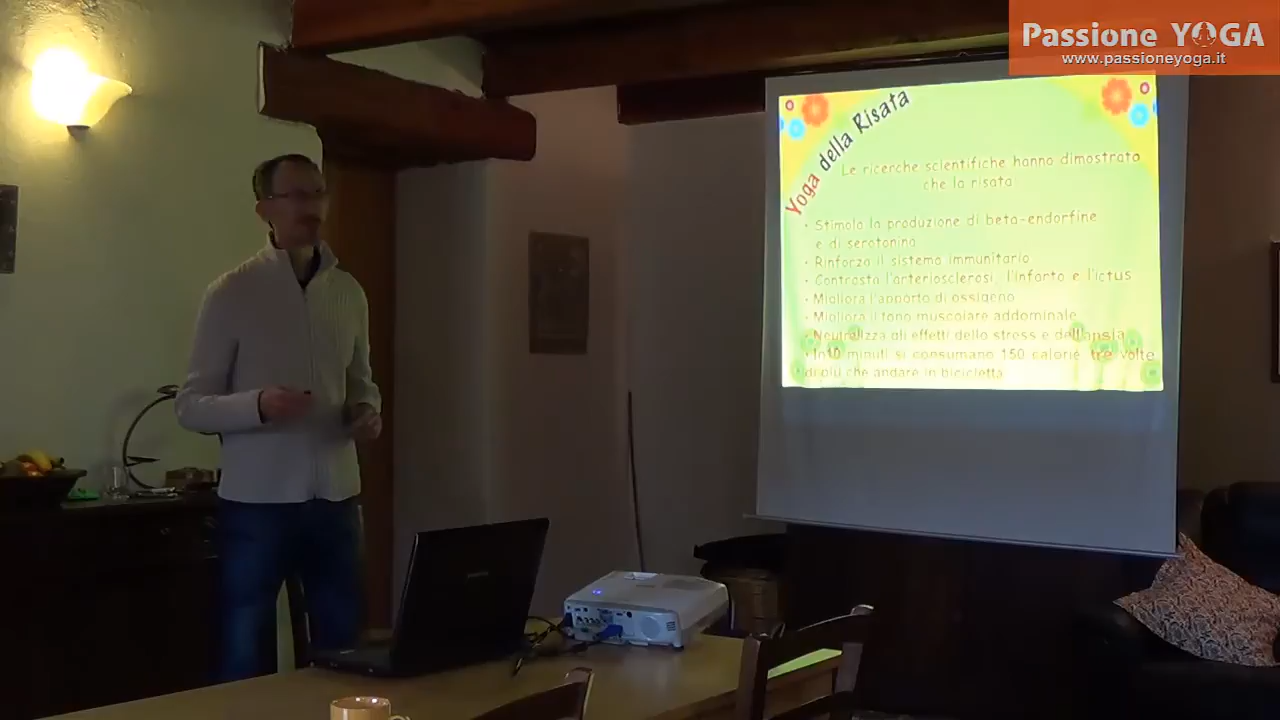 Passione YOGA
www.passioneyoga.it
Yoga della Risata
Le ricerche scientifiche hanno dimostrato
che la risata
• Stimola la produzione di beta-endorfine
e di serotonina
• Rinforza il sistema immunitario
• Contrasta l'arteriosclerosi, l'infarto e l'ictus
• Migliora l'apporto di ossigeno
• Migliora il tono muscolare addominale
• Neutralizza gli effetti dello stress e dell'ansia
• In10 minuti si consumano 150 calorie, tre volte
di più che andare in bicicletta